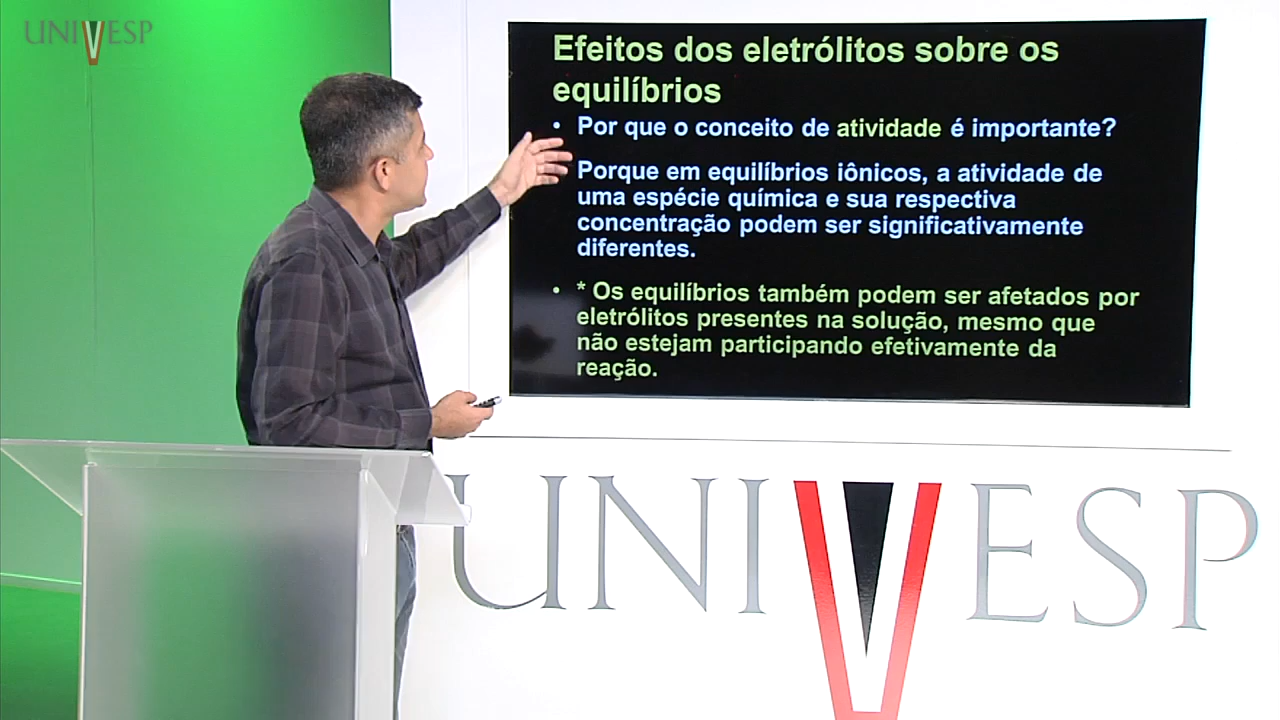 UNIVESP
Efeitos dos eletrólitos sobre os
equilíbrios
• Por que o conceito de atividade é importante?
Porque em equilíbrios iônicos, a atividade de
uma espécie química e sua respectiva
concentração podem ser significativamente
diferentes.
• * Os equilíbrios também podem ser afetados por
eletrólitos presentes na solução, mesmo que
não estejam participando efetivamente da
reação.
UNIVESP